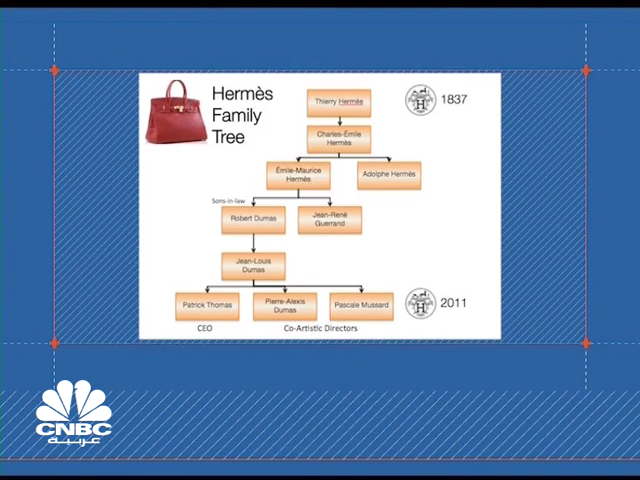 Hermès
Family
Tree
Thierry Hermès
1837
Charles-Émile
Hermès
Émile-Maurice
Hermès
Adolphe Hermès
Sons-in-law
Robert Dumas
Jean-René
Guerrand
Jean-Louis
Dumas
Patrick Thomas
Pierre-Alexis
Dumas
Pascale Mussard
2011
CEO
Co-Artistic Directors
CNBC
عربية